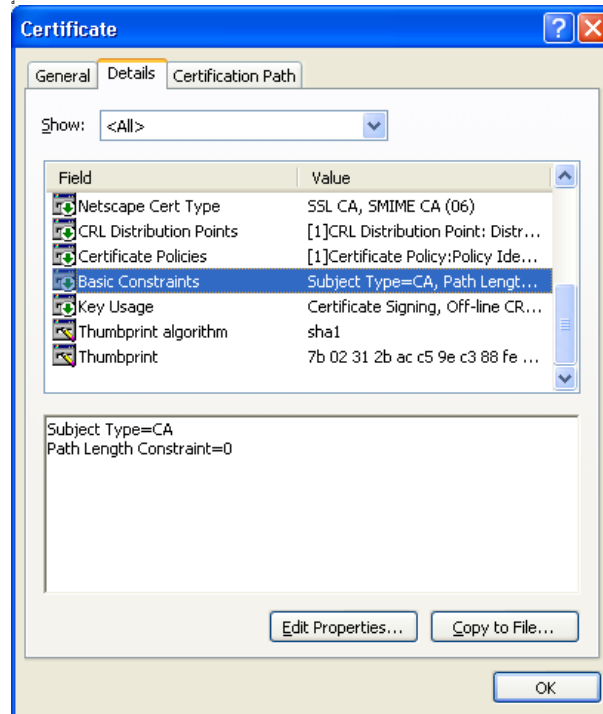 Certificate
General Details Certification Path
Show: <All>
Field Value
Netscape Cert Type SSL CA, SMIME CA (06)
CRL Distribution Points [1]CRL Distribution Point: Distr...
Certificate Policies [1]Certificate Policy:Policy Ide...
Basic Constraints Subject Type=CA, Path Lengt...
Key Usage Certificate Signing, Off-line CR...
Thumbprint algorithm sha1
Thumbprint 7b 02 31 2b ac c5 9e c3 88 fe ...
Subject Type=CA
Path Length Constraint=0
Edit Properties... Copy to File...
OK